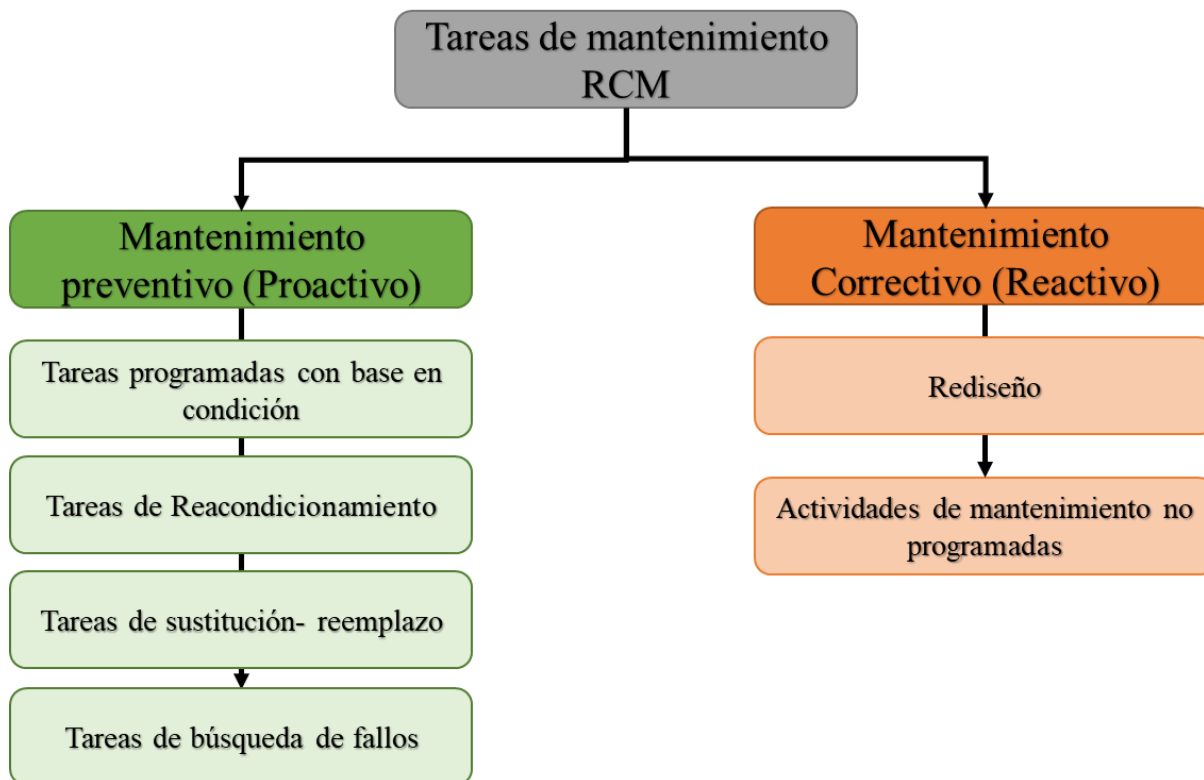 Tareas de mantenimiento
RCM
Mantenimiento
preventivo (Proactivo)
Tareas programadas con base en
condición
Tareas de Reacondicionamiento
Tareas de sustitución- reemplazo
Tareas de búsqueda de fallos
Mantenimiento
Correctivo (Reactivo)
Rediseño
Actividades de mantenimiento no
programadas